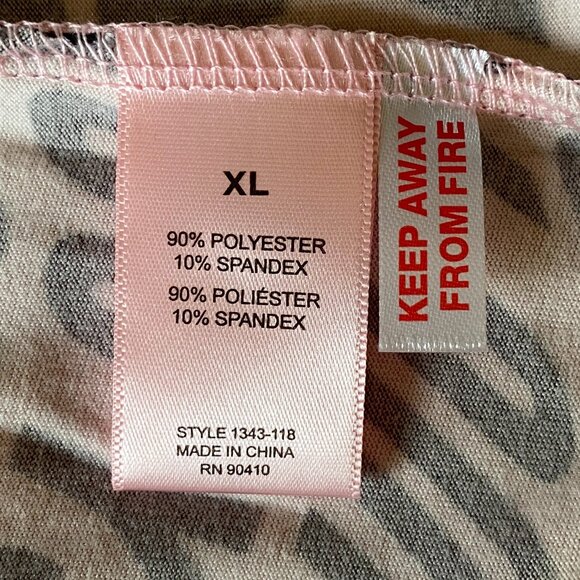 XL
90% POLYESTER
10% SPANDEX
90% POLIÉSTER
10% SPANDEX
STYLE 1343-118
MADE IN CHINA
RN 90410
KEEP AWAY
FROM FIRE